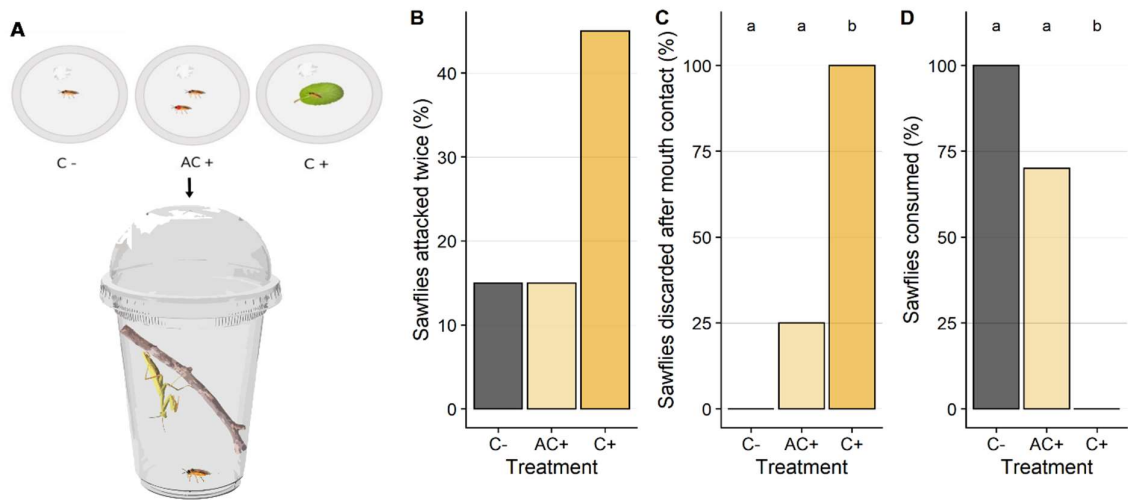 A
C -
AC +
C +
B
Sawflies attacked twice (%)
40
20
10
0
C-
AC+
C+
Treatment
C
Sawflies discarded after mouth contact (%)
a
a
b
100
75
50
25
0
C-
AC+
C+
Treatment
D
Sawflies consumed (%)
a
a
b
100
75
50
25
0
C-
AC+
C+
Treatment